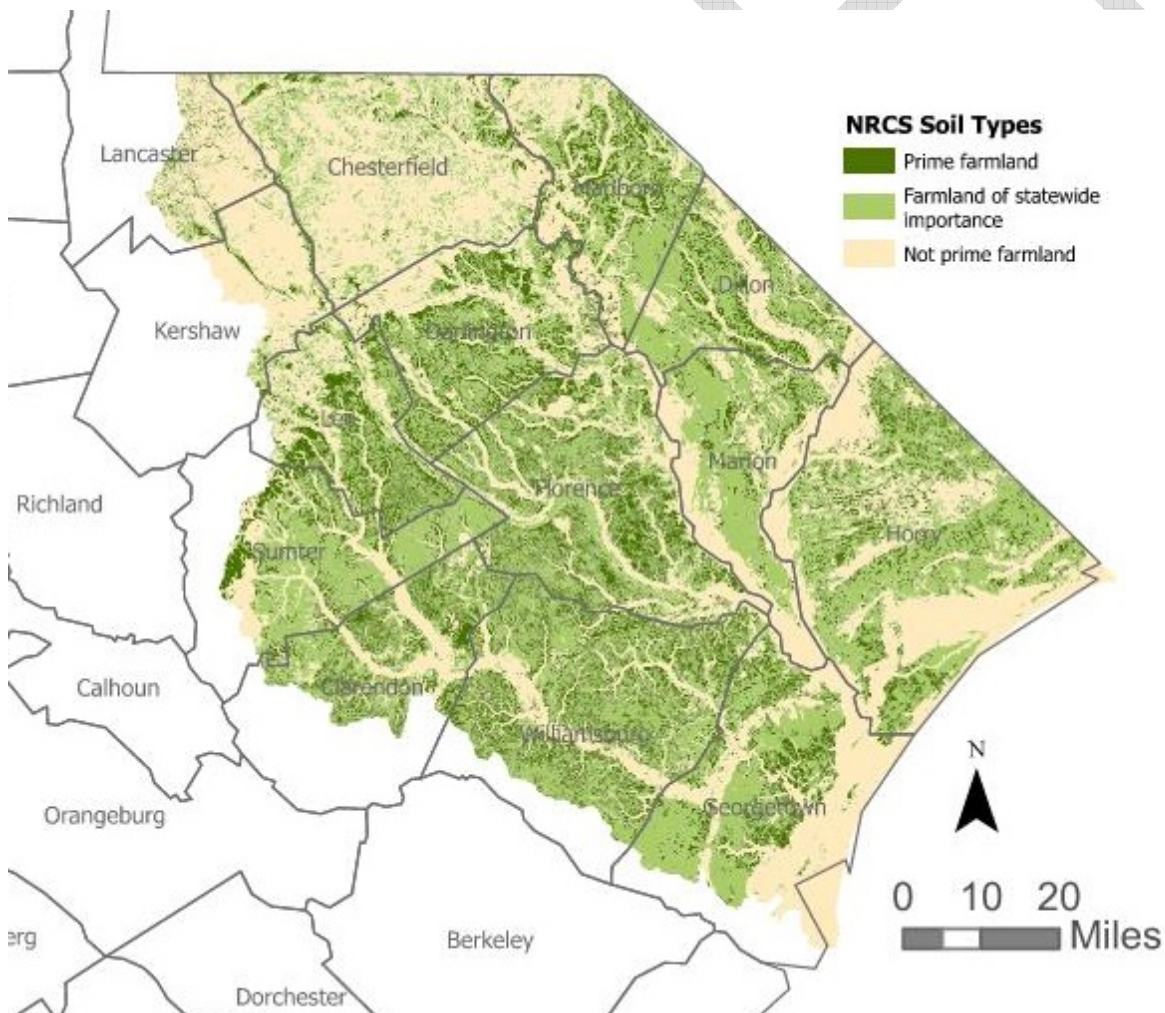 NRCS Soil Types
Prime farmland
Farmland of statewide
importance
Not prime farmland
Lancaster
Chesterfield
Marlboro
Dillon
Kershaw
Darlington
Lee
Marion
Richland
Florence
Horry
Sumter
Calhoun
Clarendon
Williamsburg
Georgetown
Orangeburg
erg
Berkeley
Dorchester
N
0 10 20
Miles